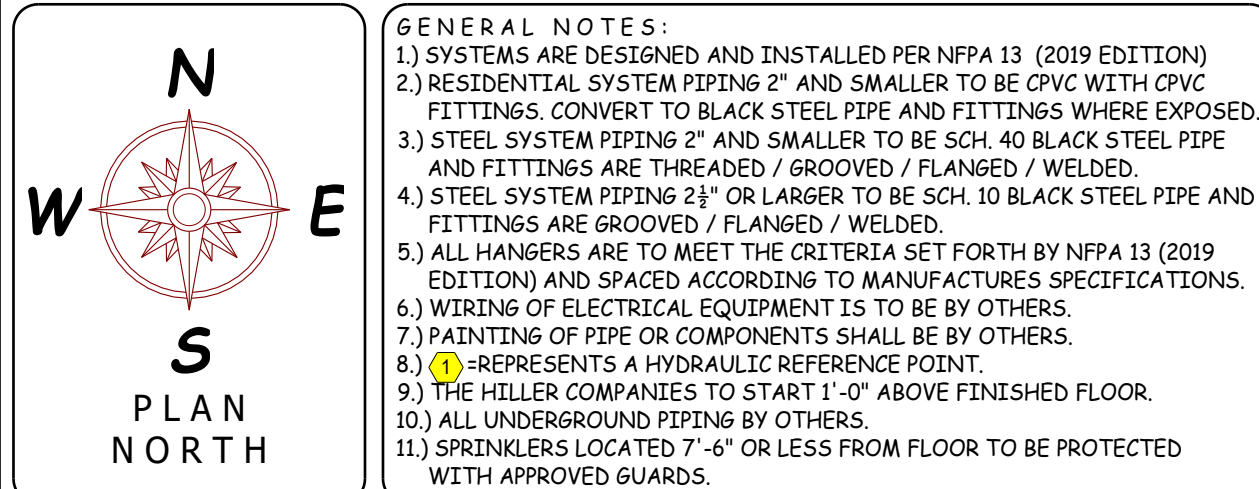 N
W E
S
PLAN
NORTH
GENERAL NOTES:
1.) SYSTEMS ARE DESIGNED AND INSTALLED PER NFPA 13 (2019 EDITION)
2.) RESIDENTIAL SYSTEM PIPING 2" AND SMALLER TO BE CPVC WITH CPVC
FITTINGS. CONVERT TO BLACK STEEL PIPE AND FITTINGS WHERE EXPOSED.
3.) STEEL SYSTEM PIPING 2" AND SMALLER TO BE SCH. 40 BLACK STEEL PIPE
AND FITTINGS ARE THREADED / GROOVED / FLANGED / WELDED.
4.) STEEL SYSTEM PIPING 2½" OR LARGER TO BE SCH. 10 BLACK STEEL PIPE AND
FITTINGS ARE GROOVED / FLANGED / WELDED.
5.) ALL HANGERS ARE TO MEET THE CRITERIA SET FORTH BY NFPA 13 (2019
EDITION) AND SPACED ACCORDING TO MANUFACTURES SPECIFICATIONS.
6.) WIRING OF ELECTRICAL EQUIPMENT IS TO BE BY OTHERS.
7.) PAINTING OF PIPE OR COMPONENTS SHALL BE BY OTHERS.
8.) 1 =REPRESENTS A HYDRAULIC REFERENCE POINT.
9.) THE HILLER COMPANIES TO START 1'-0" ABOVE FINISHED FLOOR.
10.) ALL UNDERGROUND PIPING BY OTHERS.
11.) SPRINKLERS LOCATED 7'-6" OR LESS FROM FLOOR TO BE PROTECTED
WITH APPROVED GUARDS.